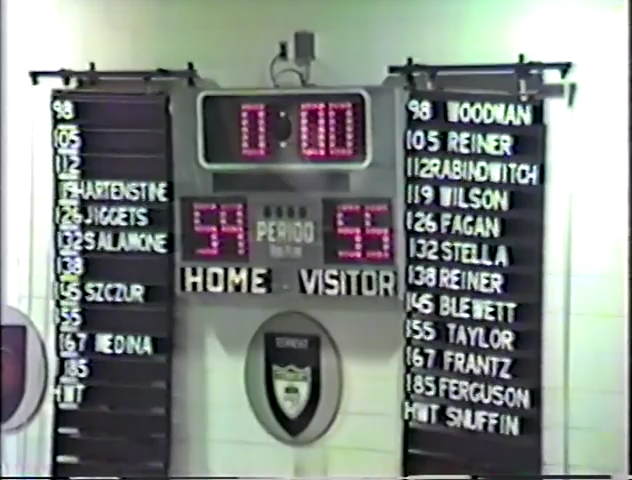 98
105
112
119 HARTENSTINE
126 JIGGETS
132 SALAMONE
138
145 SZCZUR
155
167 MEDINA
185
HWT
0:00
54 PERIOD 55
HOME VISITOR
98 WOODMAN
105 REINER
112 RABINDWITCH
119 WILSON
126 FAGAN
132 STELLA
138 REINER
145 BLEWETT
155 TAYLOR
167 FRANTZ
185 FERGUSON
HWT SNUFFIN